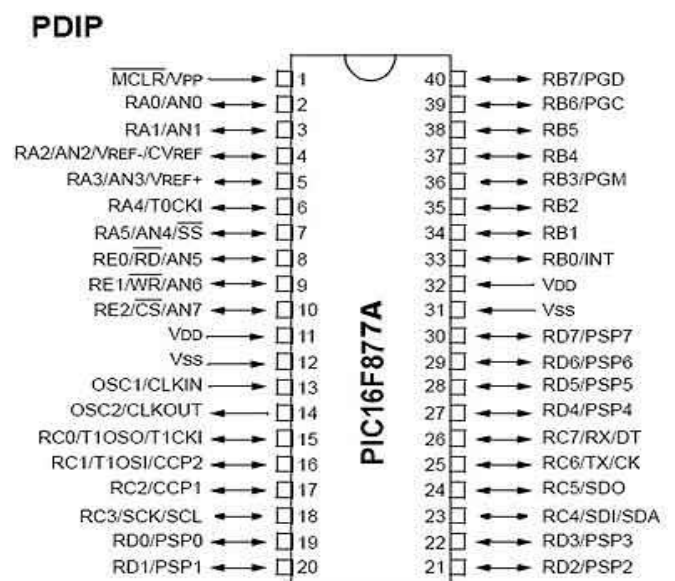 PDIP
MCLR/VPP 1 40 RB7/PGD
RA0/AN0 2 39 RB6/PGC
RA1/AN1 3 38 RB5
RA2/AN2/VREF-/CVREF 4 37 RB4
RA3/AN3/VREF+ 5 36 RB3/PGM
RA4/T0CKI 6 35 RB2
RA5/AN4/SS 7 34 RB1
RE0/RD/AN5 8 33 RB0/INT
RE1/WR/AN6 9 32 VDD
RE2/CS/AN7 10 31 VSS
VDD 11 30 RD7/PSP7
VSS 12 29 RD6/PSP6
OSC1/CLKIN 13 28 RD5/PSP5
OSC2/CLKOUT 14 27 RD4/PSP4
RC0/T1OSO/T1CKI 15 26 RC7/RX/DT
RC1/T1OSI/CCP2 16 25 RC6/TX/CK
RC2/CCP1 17 24 RC5/SDO
RC3/SCK/SCL 18 23 RC4/SDI/SDA
RD0/PSP0 19 22 RD3/PSP3
RD1/PSP1 20 21 RD2/PSP2
PIC16F877A